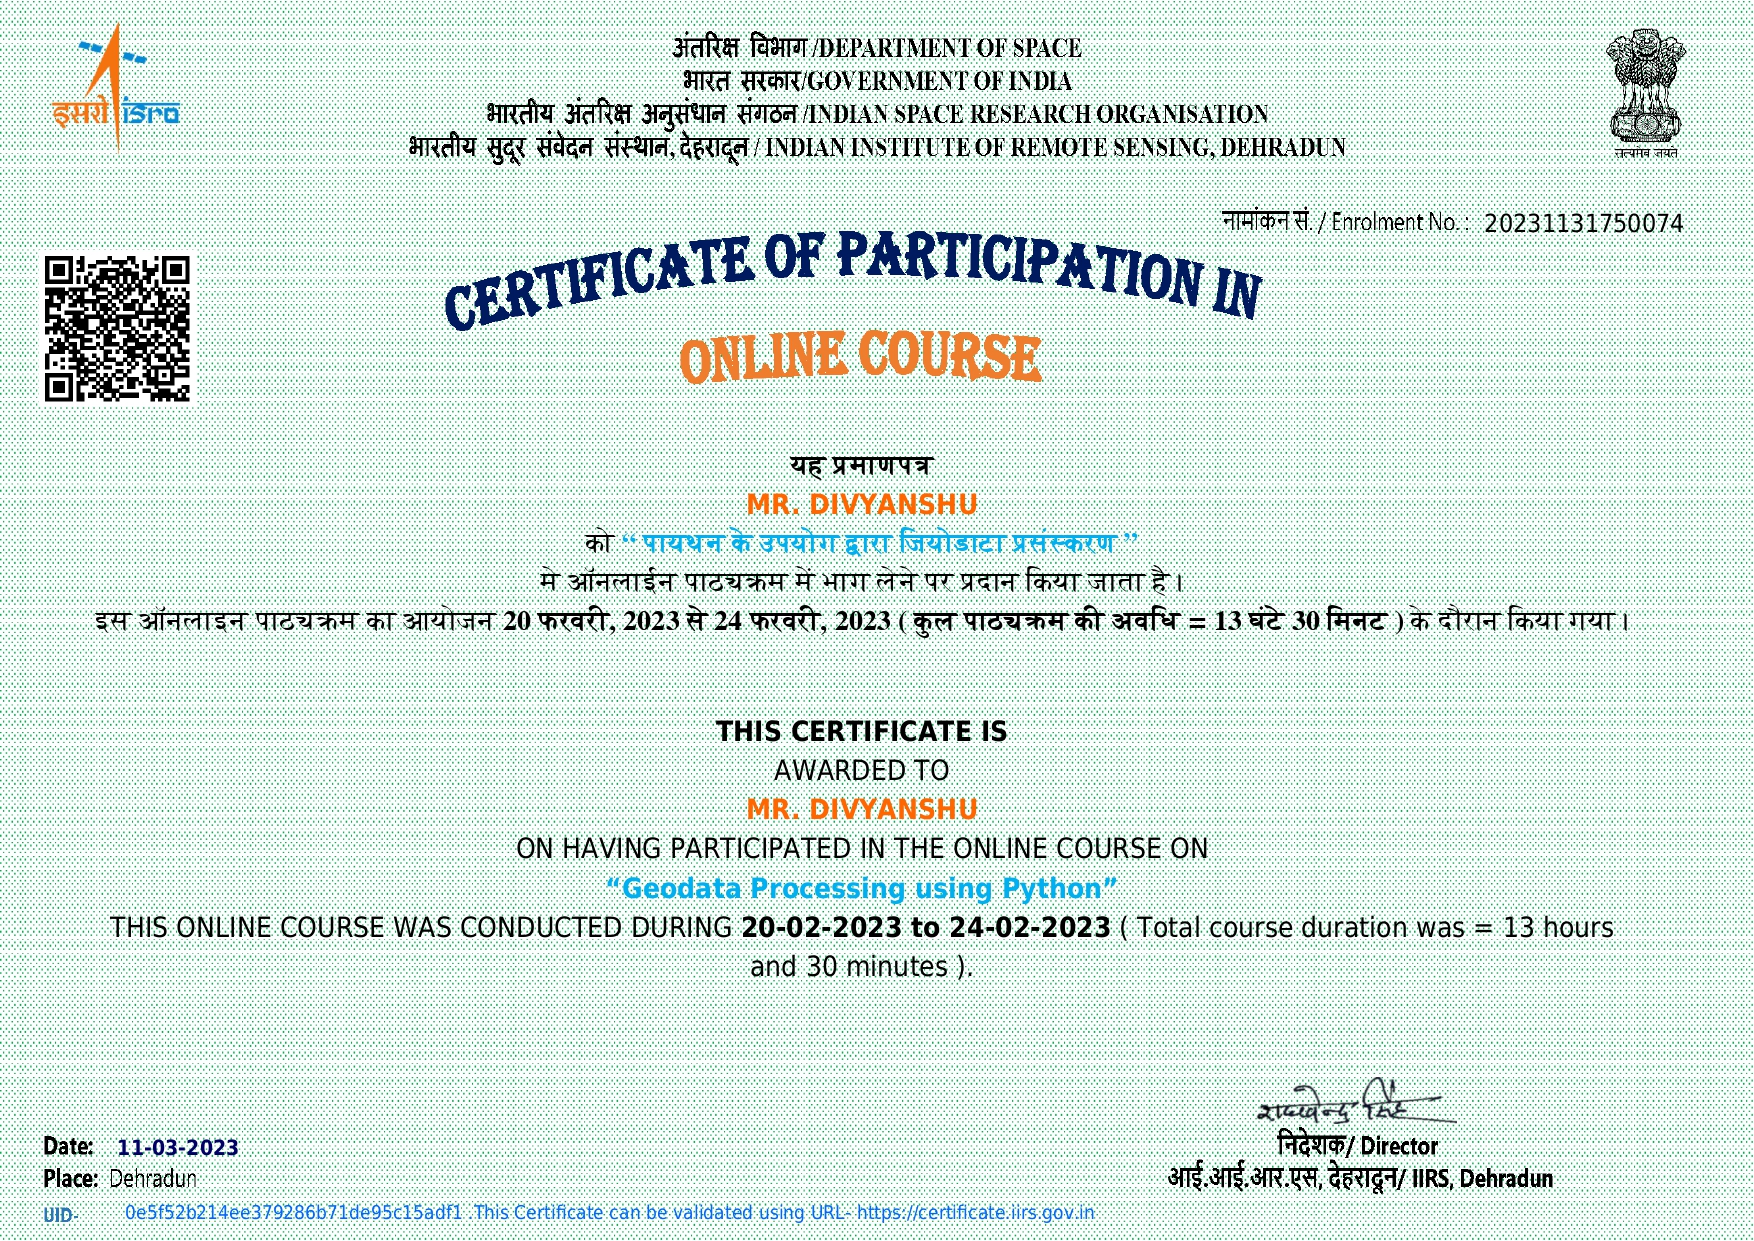 इसरो isro
अंतरिक्ष विभाग /DEPARTMENT OF SPACE
भारत सरकार/GOVERNMENT OF INDIA
भारतीय अंतरिक्ष अनुसंधान संगठन /INDIAN SPACE RESEARCH ORGANISATION
भारतीय सुदूर संवेदन संस्थान, देहरादून / INDIAN INSTITUTE OF REMOTE SENSING, DEHRADUN
सत्यमेव जयते
नामांकन सं. / Enrolment No. : 20231131750074
CERTIFICATE OF PARTICIPATION IN
ONLINE COURSE
यह प्रमाणपत्र
MR. DIVYANSHU
को “ पायथन के उपयोग द्वारा जियोडाटा प्रसंस्करण ”
मे ऑनलाईन पाठ्यक्रम में भाग लेने पर प्रदान किया जाता है।
इस ऑनलाइन पाठ्यक्रम का आयोजन 20 फरवरी, 2023 से 24 फरवरी, 2023 ( कुल पाठ्यक्रम की अवधि = 13 घंटे 30 मिनट ) के दौरान किया गया।
THIS CERTIFICATE IS
AWARDED TO
MR. DIVYANSHU
ON HAVING PARTICIPATED IN THE ONLINE COURSE ON
“Geodata Processing using Python”
THIS ONLINE COURSE WAS CONDUCTED DURING 20-02-2023 to 24-02-2023 ( Total course duration was = 13 hours
and 30 minutes ).
Date: 11-03-2023
Place: Dehradun
निदेशक/ Director
आई.आई.आर.एस, देहरादून/ IIRS, Dehradun
UID- 0e5f52b214ee379286b71de95c15adf1 .This Certificate can be validated using URL- https://certificate.iirs.gov.in